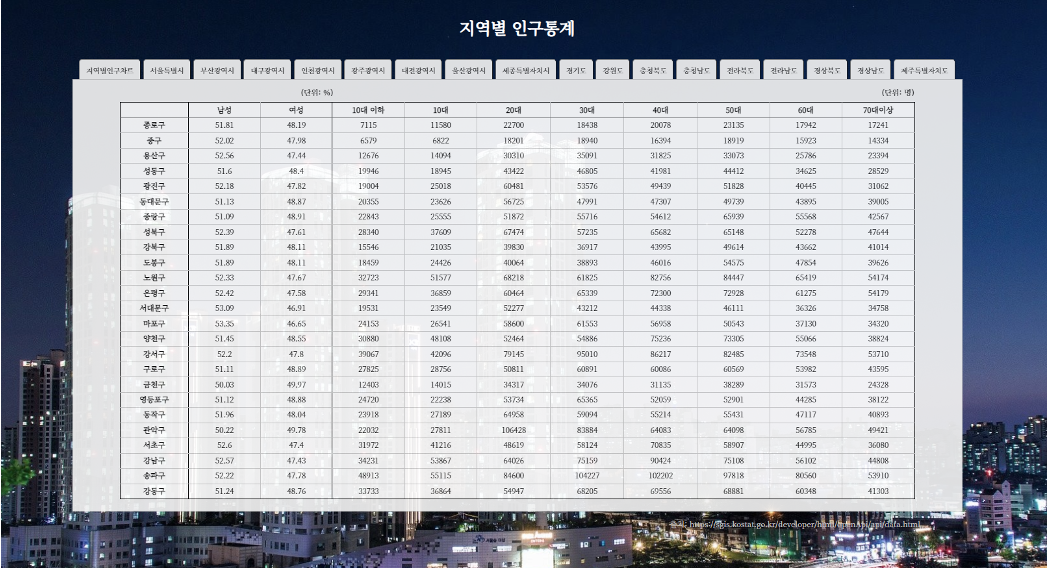 지역별 인구통계
지역별인구차트 서울특별시 부산광역시 대구광역시 인천광역시 광주광역시 대전광역시 울산광역시 세종특별자치시 경기도 강원도 충청북도 충청남도 전라북도 전라남도 경상북도 경상남도 제주특별자치도
(단위: %) (단위: 명)
남성 여성 10대 이하 10대 20대 30대 40대 50대 60대 70대이상
종로구 51.81 48.19 7115 11580 22700 18438 20078 23135 17942 17241
중구 52.02 47.98 6579 6822 18201 18940 16394 18919 15923 14334
용산구 52.56 47.44 12676 14094 30310 35091 31825 33073 25786 23394
성동구 51.6 48.4 19946 18945 43422 46805 41981 44412 34625 28529
광진구 52.18 47.82 19004 25018 60481 53576 49439 51828 40445 31062
동대문구 51.13 48.87 20355 23626 56725 47991 47307 49739 43895 39005
중랑구 51.09 48.91 22843 25555 51872 55716 54612 65939 55568 42567
성북구 52.39 47.61 28340 37609 67474 57235 65682 65148 52278 47644
강북구 51.89 48.11 15546 21035 39830 36917 43995 49614 43662 41014
도봉구 51.89 48.11 18459 24426 40064 38893 46016 54575 47854 39626
노원구 52.33 47.67 32723 51577 68218 61825 82756 84447 65419 54174
은평구 52.42 47.58 29341 36859 60464 65339 72300 72928 61275 54179
서대문구 53.09 46.91 19531 23549 52277 43212 44338 46111 36326 34758
마포구 53.35 46.65 24153 26541 58600 61553 56958 50543 37130 34320
양천구 51.45 48.55 30880 48108 52464 54886 75236 73305 55066 38824
강서구 52.2 47.8 39067 42096 79145 95010 86217 82485 73548 53710
구로구 51.11 48.89 27825 28756 50811 60891 60086 60569 53982 43595
금천구 50.03 49.97 12403 14015 34317 34076 31135 38289 31573 24328
영등포구 51.12 48.88 24720 22238 53734 65365 52059 52901 44285 38122
동작구 51.96 48.04 23918 27189 64958 59094 55214 55431 47117 40893
관악구 50.22 49.78 22032 27811 106428 83884 64083 64098 56785 49421
서초구 52.6 47.4 31972 41216 48619 58124 70835 58907 44995 36080
강남구 52.57 47.43 34231 53867 64026 75159 90424 75108 56102 44808
송파구 52.22 47.78 48913 55115 84600 104227 102202 97818 80560 53910
강동구 51.24 48.76 33733 36864 54947 68205 69556 68881 60348 41303
https://sgis.kostat.go.kr/developer/html/openApi/api/data.html